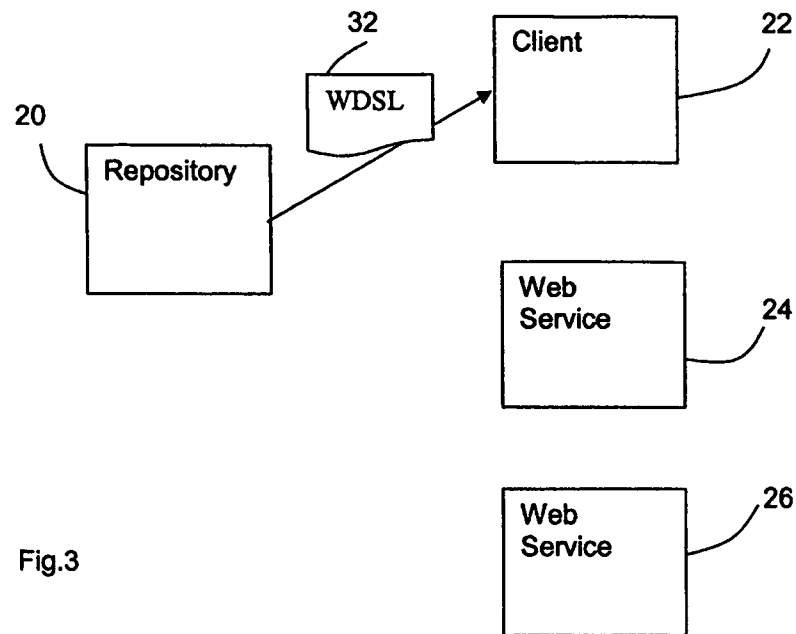 32
Client
22
WDSL
20
Repository
Web
Service
24
Web
Service
26
Fig.3